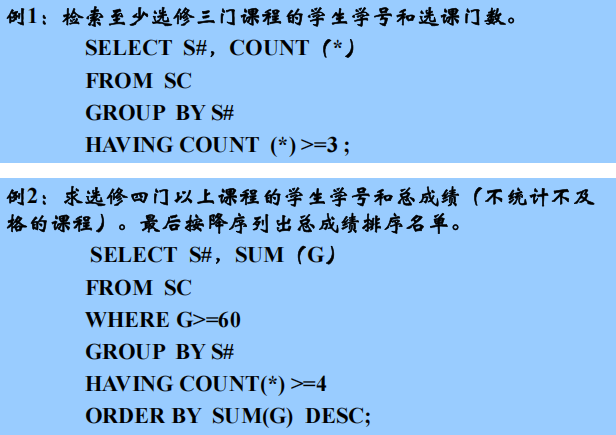 例1：检索至少选修三门课程的学生学号和选课门数。
SELECT S#，COUNT（*）
FROM SC
GROUP BY S#
HAVING COUNT (*) >=3 ;
例2：求选修四门以上课程的学生学号和总成绩（不统计不及
格的课程）。最后按降序列出总成绩排序名单。
SELECT S#，SUM（G）
FROM SC
WHERE G>=60
GROUP BY S#
HAVING COUNT(*) >=4
ORDER BY SUM(G) DESC;